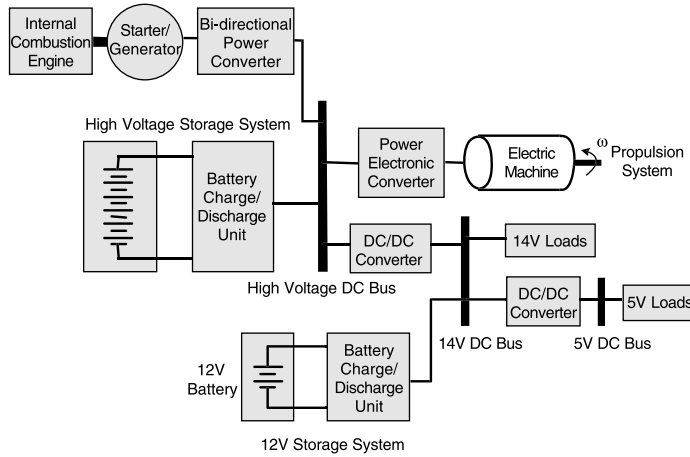 Internal
Combustion
Engine
Starter/
Generator
Bi-directional
Power
Converter
High Voltage Storage System
Battery
Charge/
Discharge
Unit
Power
Electronic
Converter
Electric
Machine
ω
Propulsion
System
DC/DC
Converter
14V Loads
High Voltage DC Bus
DC/DC
Converter
5V Loads
14V DC Bus
5V DC Bus
12V
Battery
Battery
Charge/
Discharge
Unit
12V Storage System